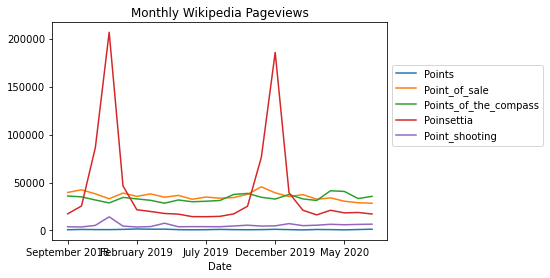 Monthly Wikipedia Pageviews
200000
150000
100000
50000
0
September 2018 February 2019 July 2019 December 2019 May 2020
Date
Points
Point_of_sale
Points_of_the_compass
Poinsettia
Point_shooting